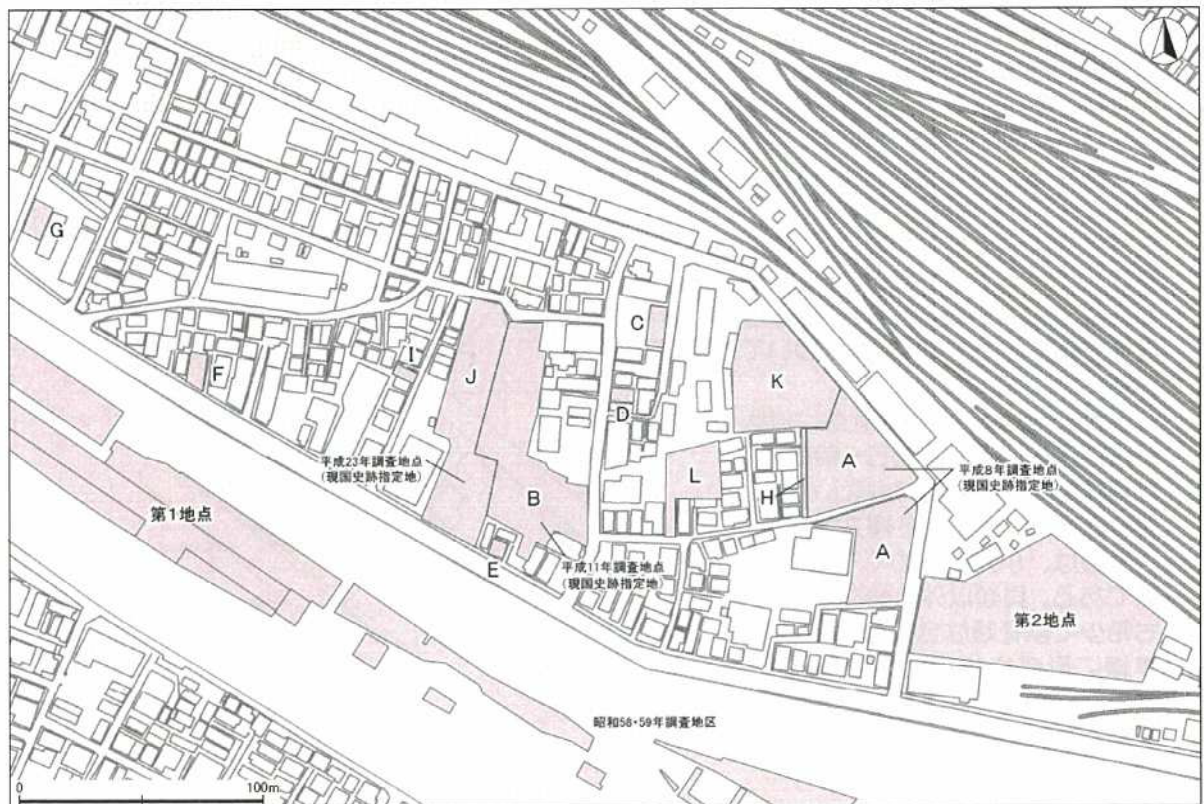 G
C
K
I
J
F
D
A
平成23年調査地点
(現国史跡指定地)
平成8年調査地点
(現国史跡指定地)
L
H
B
第1地点
A
E
平成11年調査地点
(現国史跡指定地)
第2地点
昭和58・59年調査地区
0
100m